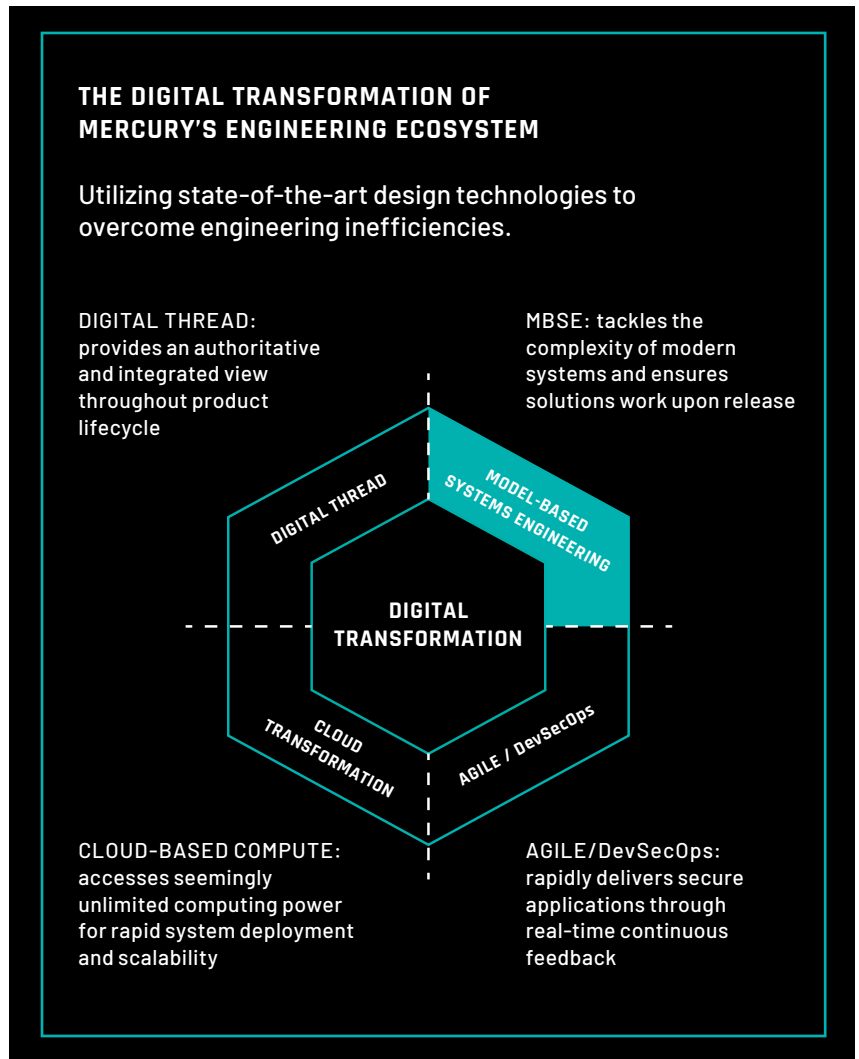 THE DIGITAL TRANSFORMATION OF
MERCURY’S ENGINEERING ECOSYSTEM
Utilizing state-of-the-art design technologies to
overcome engineering inefficiencies.
DIGITAL THREAD:
provides an authoritative
and integrated view
throughout product
lifecycle
MBSE: tackles the
complexity of modern
systems and ensures
solutions work upon release
DIGITAL THREAD
MODEL-BASED
SYSTEMS ENGINEERING
DIGITAL
TRANSFORMATION
CLOUD
TRANSFORMATION
AGILE / DevSecOps
CLOUD-BASED COMPUTE:
accesses seemingly
unlimited computing power
for rapid system deployment
and scalability
AGILE/DevSecOps:
rapidly delivers secure
applications through
real-time continuous
feedback